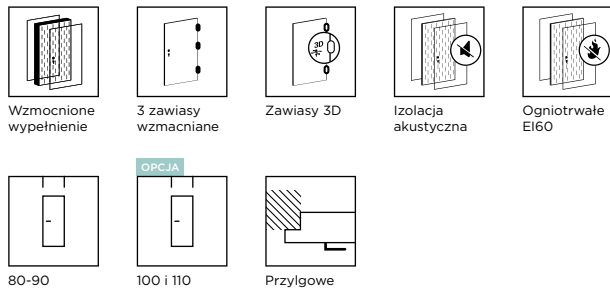 Wzmocnione
wypełnienie
3 zawiasy
wzmacniane
3D
Zawiasy 3D
Izolacja
akustyczna
Ogniotrwałe
EI60
80-90
OPCJA
100 i 110
Przylgowe